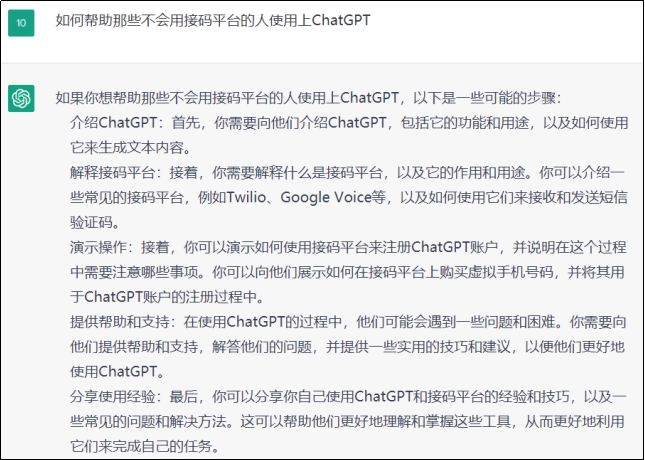 10
如何帮助那些不会用接码平台的人使用上ChatGPT
如果你想帮助那些不会用接码平台的人使用上ChatGPT，以下是一些可能的步骤：
介绍ChatGPT：首先，你需要向他们介绍ChatGPT，包括它的功能和用途，以及如何使用
它来生成文本内容。
解释接码平台：接着，你需要解释什么是接码平台，以及它的作用和用途。你可以介绍一
些常见的接码平台，例如Twilio、Google Voice等，以及如何使用它们来接收和发送短信
验证码。
演示操作：接着，你可以演示如何使用接码平台来注册ChatGPT账户，并说明在这个过程
中需要注意哪些事项。你可以向他们展示如何在接码平台上购买虚拟手机号码，并将其用
于ChatGPT账户的注册过程中。
提供帮助和支持：在使用ChatGPT的过程中，他们可能会遇到一些问题和困难。你需要向
他们提供帮助和支持，解答他们的问题，并提供一些实用的技巧和建议，以便他们更好地
使用ChatGPT。
分享使用经验：最后，你可以分享你自己使用ChatGPT和接码平台的经验和技巧，以及一
些常见的问题和解决方法。这可以帮助他们更好地理解和掌握这些工具，从而更好地利用
它们来完成自己的任务。